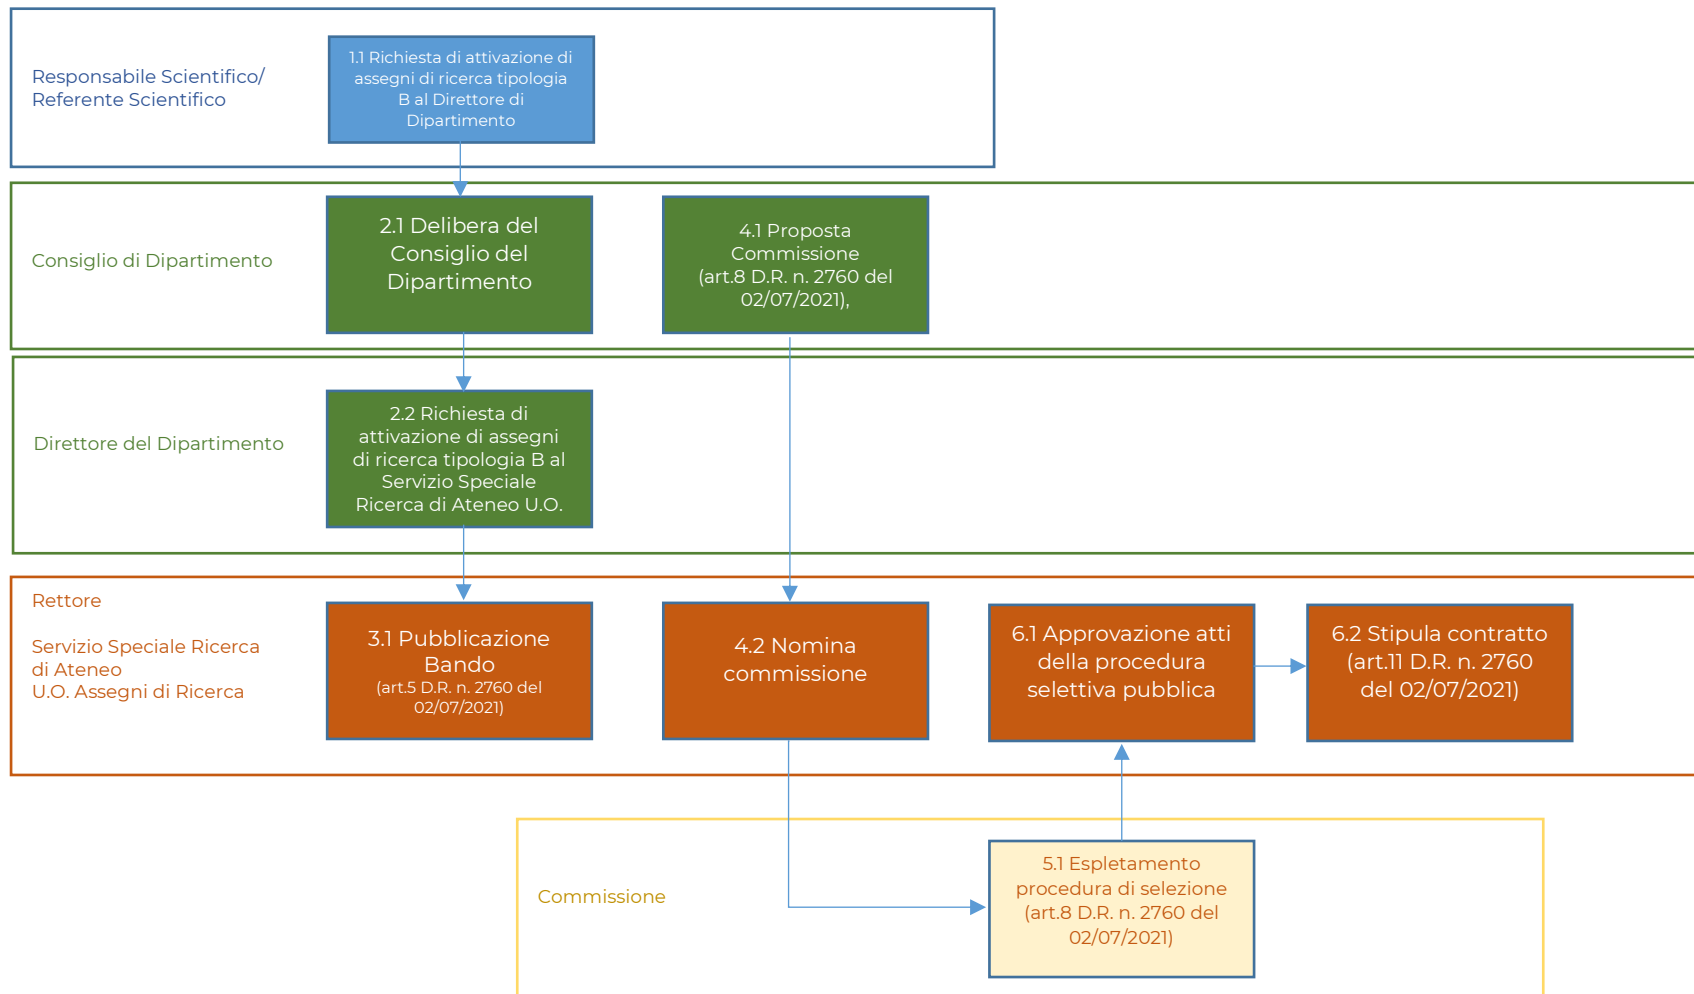 Responsabile Scientifico/
Referente Scientifico
1.1 Richiesta di attivazione di
assegni di ricerca tipologia
B al Direttore di
Dipartimento
Consiglio di Dipartimento
2.1 Delibera del
Consiglio del
Dipartimento
4.1 Proposta
Commissione
(art.8 D.R. n. 2760 del
02/07/2021),
Direttore del Dipartimento
2.2 Richiesta di
attivazione di assegni
di ricerca tipologia B al
Servizio Speciale
Ricerca di Ateneo U.O.
Rettore
Servizio Speciale Ricerca
di Ateneo
U.O. Assegni di Ricerca
3.1 Pubblicazione
Bando
(art.5 D.R. n. 2760 del
02/07/2021)
4.2 Nomina
commissione
6.1 Approvazione atti
della procedura
selettiva pubblica
6.2 Stipula contratto
(art.11 D.R. n. 2760
del 02/07/2021)
Commissione
5.1 Espletamento
procedura di selezione
(art.8 D.R. n. 2760 del
02/07/2021)